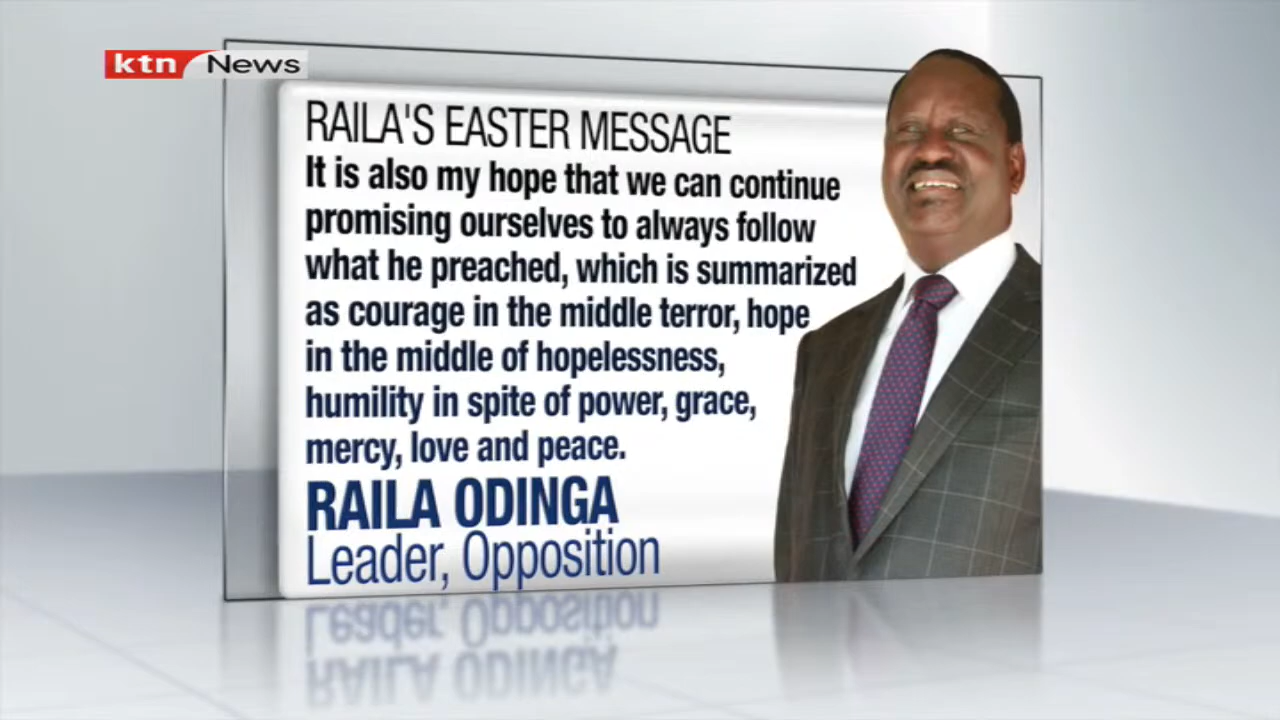 ktn News
RAILA'S EASTER MESSAGE
It is also my hope that we can continue
promising ourselves to always follow
what he preached, which is summarized
as courage in the middle terror, hope
in the middle of hopelessness,
humility in spite of power, grace,
mercy, love and peace.
RAILA ODINGA
Leader, Opposition